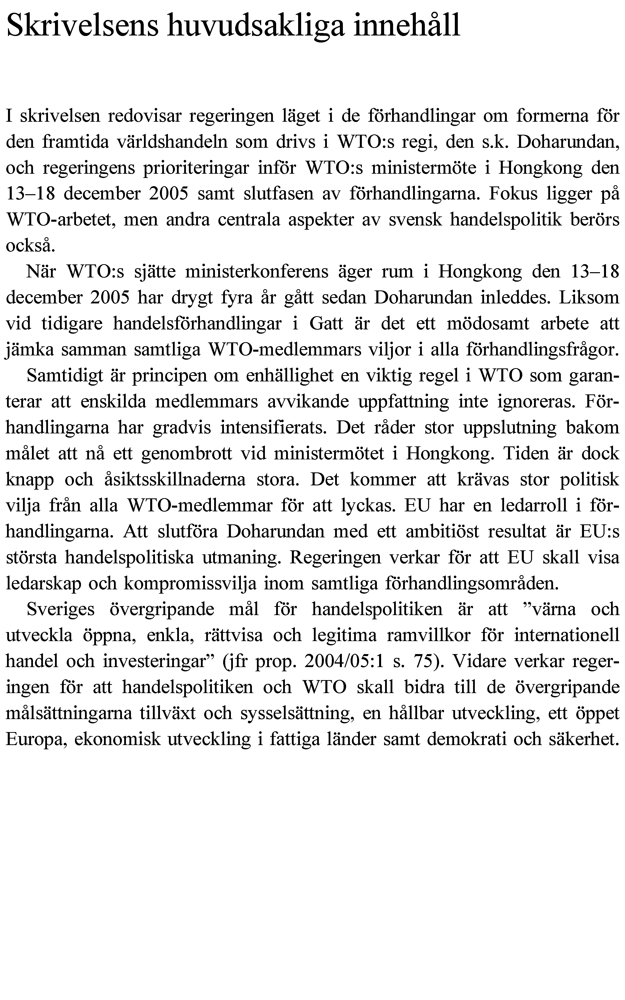 Skrivelsens huvudsakliga innehåll
I skrivelsen redovisar regeringen läget i de förhandlingar om formerna för
den framtida världshandeln som drivs i WTO:s regi, den s.k. Doharundan,
och regeringens prioriteringar inför WTO:s ministermöte i Hongkong den
13–18 december 2005 samt slutfasen av förhandlingarna. Fokus ligger på
WTO-arbetet, men andra centrala aspekter av svensk handelspolitik berörs
också.
När WTO:s sjätte ministerkonferens äger rum i Hongkong den 13–18
december 2005 har drygt fyra år gått sedan Doharundan inleddes. Liksom
vid tidigare handelsförhandlingar i Gatt är det ett mödosamt arbete att
jämka samman samtliga WTO-medlemmars viljor i alla förhandlingsfrågor.
Samtidigt är principen om enhällighet en viktig regel i WTO som garan-
terar att enskilda medlemmars avvikande uppfattning inte ignoreras. För-
handlingarna har gradvis intensifierats. Det råder stor uppslutning bakom
målet att nå ett genombrott vid ministermötet i Hongkong. Tiden är dock
knapp och åsiktsskillnaderna stora. Det kommer att krävas stor politisk
vilja från alla WTO-medlemmar för att lyckas. EU har en ledarroll i för-
handlingarna. Att slutföra Doharundan med ett ambitiöst resultat är EU:s
största handelspolitiska utmaning. Regeringen verkar för att EU skall visa
ledarskap och kompromissvilja inom samtliga förhandlingsområden.
Sveriges övergripande mål för handelspolitiken är att ”värna och
utveckla öppna, enkla, rättvisa och legitima ramvillkor för internationell
handel och investeringar” (jfr prop. 2004/05:1 s. 75). Vidare verkar reger-
ingen för att handelspolitiken och WTO skall bidra till de övergripande
målsättningarna tillväxt och sysselsättning, en hållbar utveckling, ett öppet
Europa, ekonomisk utveckling i fattiga länder samt demokrati och säkerhet.